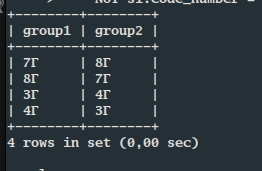 +--------+--------+
| group1 | group2 |
+--------+--------+
| 7Г | 8Г |
| 8Г | 7Г |
| 3Г | 4Г |
| 4Г | 3Г |
+--------+--------+
4 rows in set (0,00 sec)